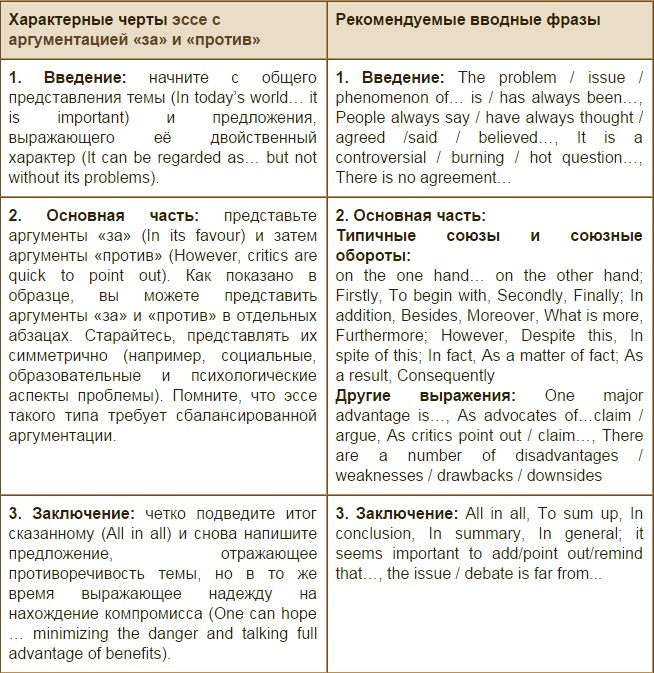 Характерные черты эссе с
аргументацией «за» и «против»
Рекомендуемые вводные фразы
1. Введение: начните с общего
представления темы (In today's world… it
is important) и предложения,
выражающего её двойственный
характер (It can be regarded as… but not
without its problems).
1. Введение: The problem / issue /
phenomenon of… is / has always been…,
People always say / have always thought /
agreed /said / believed…, It is a
controversial / burning / hot question…,
There is no agreement…
2. Основная часть: представьте
аргументы «за» (In its favour) и затем
аргументы «против» (However, critics are
quick to point out). Как показано в
образце, вы можете представить
аргументы «за» и «против» в отдельных
абзацах. Старайтесь, представлять их
симметрично (например, социальные,
образовательные и психологические
аспекты проблемы). Помните, что эссе
такого типа требует сбалансированной
аргументации.
2. Основная часть:
Типичные союзы и союзные
обороты:
on the one hand… on the other hand;
Firstly, To begin with, Secondly, Finally; In
addition, Besides, Moreover, What is more,
Furthermore; However, Despite this, In
spite of this; In fact, As a matter of fact; As
a result, Consequently
Другие выражения: One major
advantage is…, As advocates of…claim /
argue, As critics point out / claim…, There
are a number of disadvantages /
weaknesses / drawbacks / downsides
3. Заключение: четко подведите итог
сказанному (All in all) и снова напишите
предложение, отражающее
противоречивость темы, но в то же
время выражающее надежду на
нахождение компромисса (One can hope
… minimizing the danger and talking full
advantage of benefits).
3. Заключение: All in all, To sum up, In
conclusion, In summary, In general; it
seems important to add/point out/remind
that…, the issue / debate is far from...